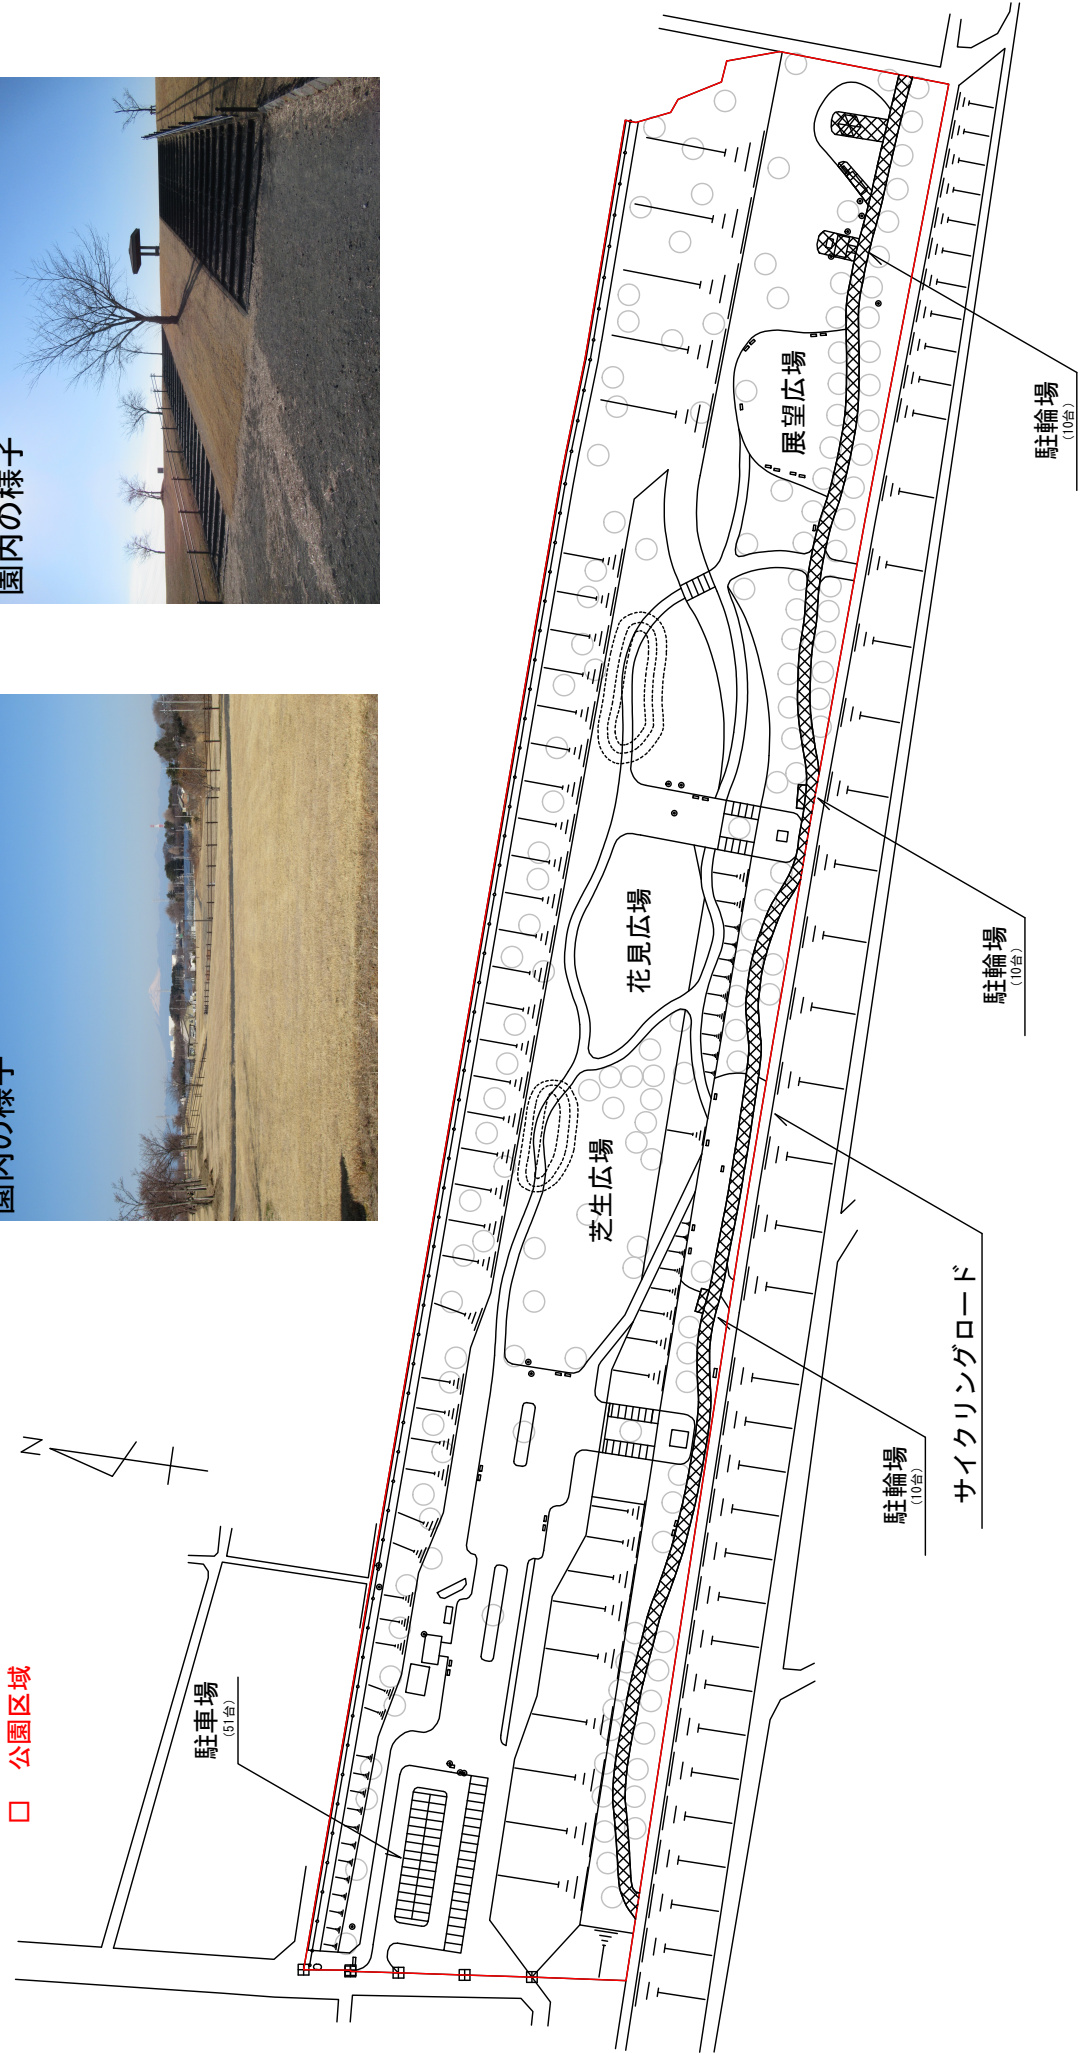 園内の様子
園内の様子
□ 公園区域
N
駐車場
(51台)
芝生広場
花見広場
展望広場
駐輪場
(10台)
サイクリングロード
駐輪場
(10台)
駐輪場
(10台)